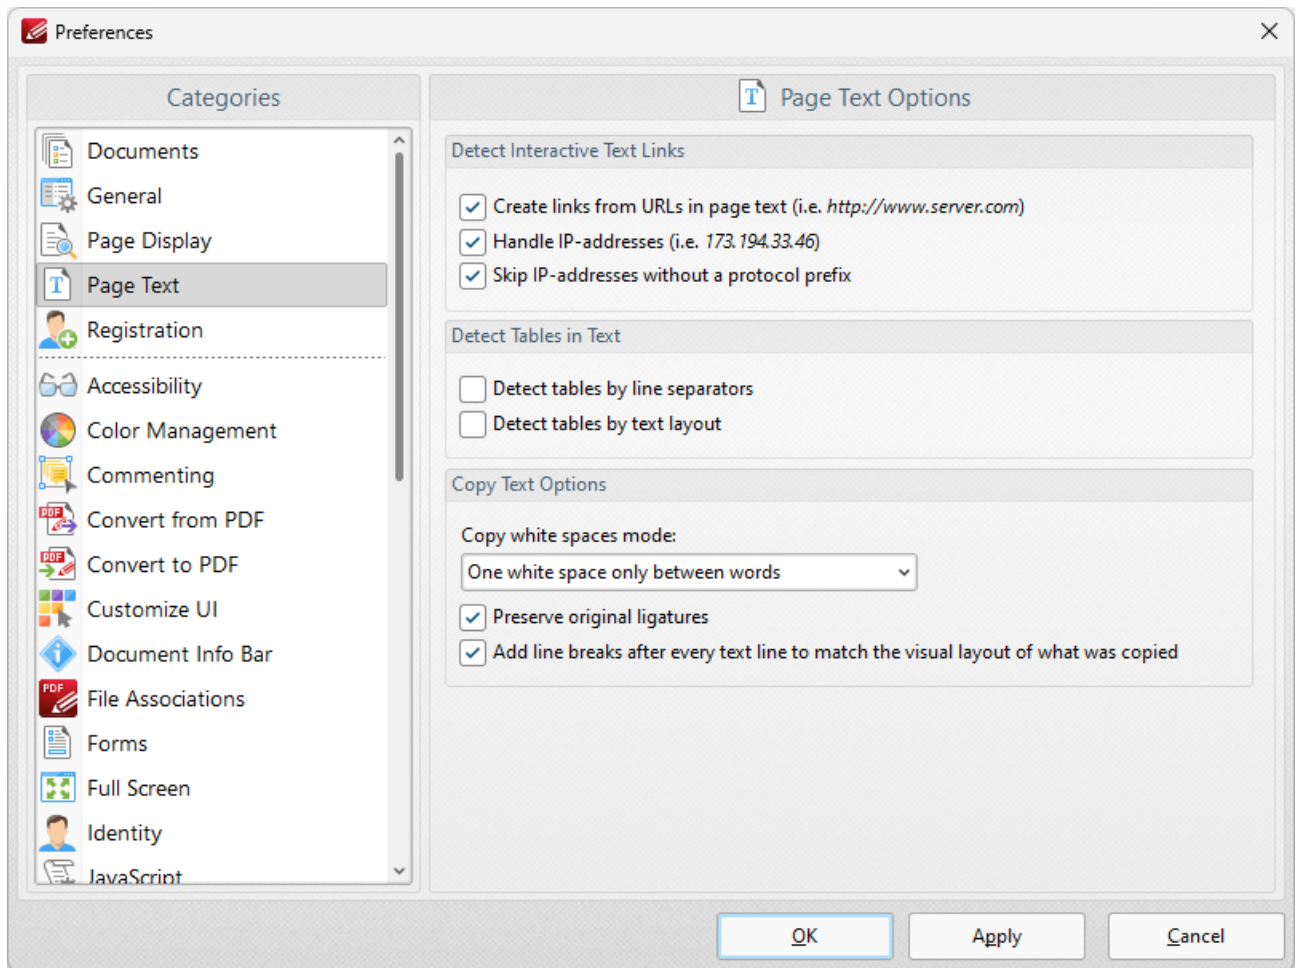 Preferences
Categories
Documents
General
Page Display
Page Text
Registration
Accessibility
Color Management
Commenting
Convert from PDF
Convert to PDF
Customize UI
Document Info Bar
File Associations
Forms
Full Screen
Identity
JavaScript
Page Text Options
Detect Interactive Text Links
Create links from URLs in page text (i.e. http://www.server.com)
Handle IP-addresses (i.e. 173.194.33.46)
Skip IP-addresses without a protocol prefix
Detect Tables in Text
Detect tables by line separators
Detect tables by text layout
Copy Text Options
Copy white spaces mode:
One white space only between words
Preserve original ligatures
Add line breaks after every text line to match the visual layout of what was copied
OK
Apply
Cancel